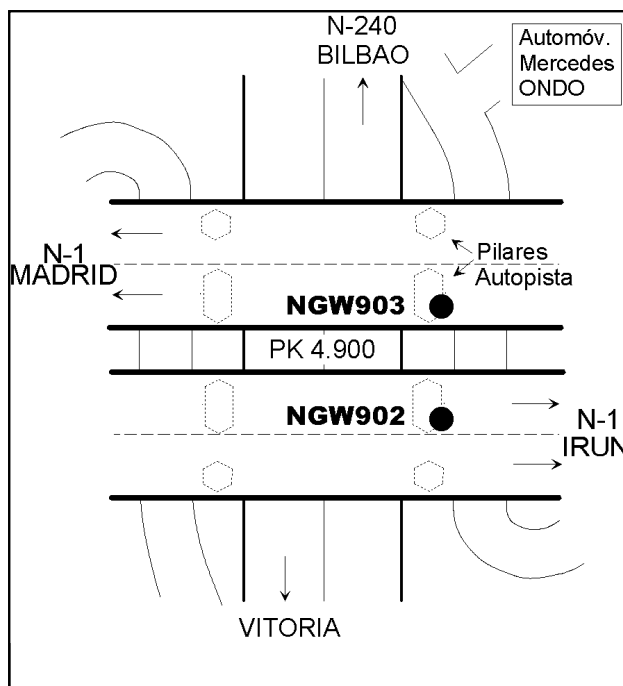 N-240
BILBAO
Automóv.
Mercedes
ONDO
N-1
MADRID
Pilares
Autopista
NGW903
PK 4.900
NGW902
N-1
IRUN
VITORIA